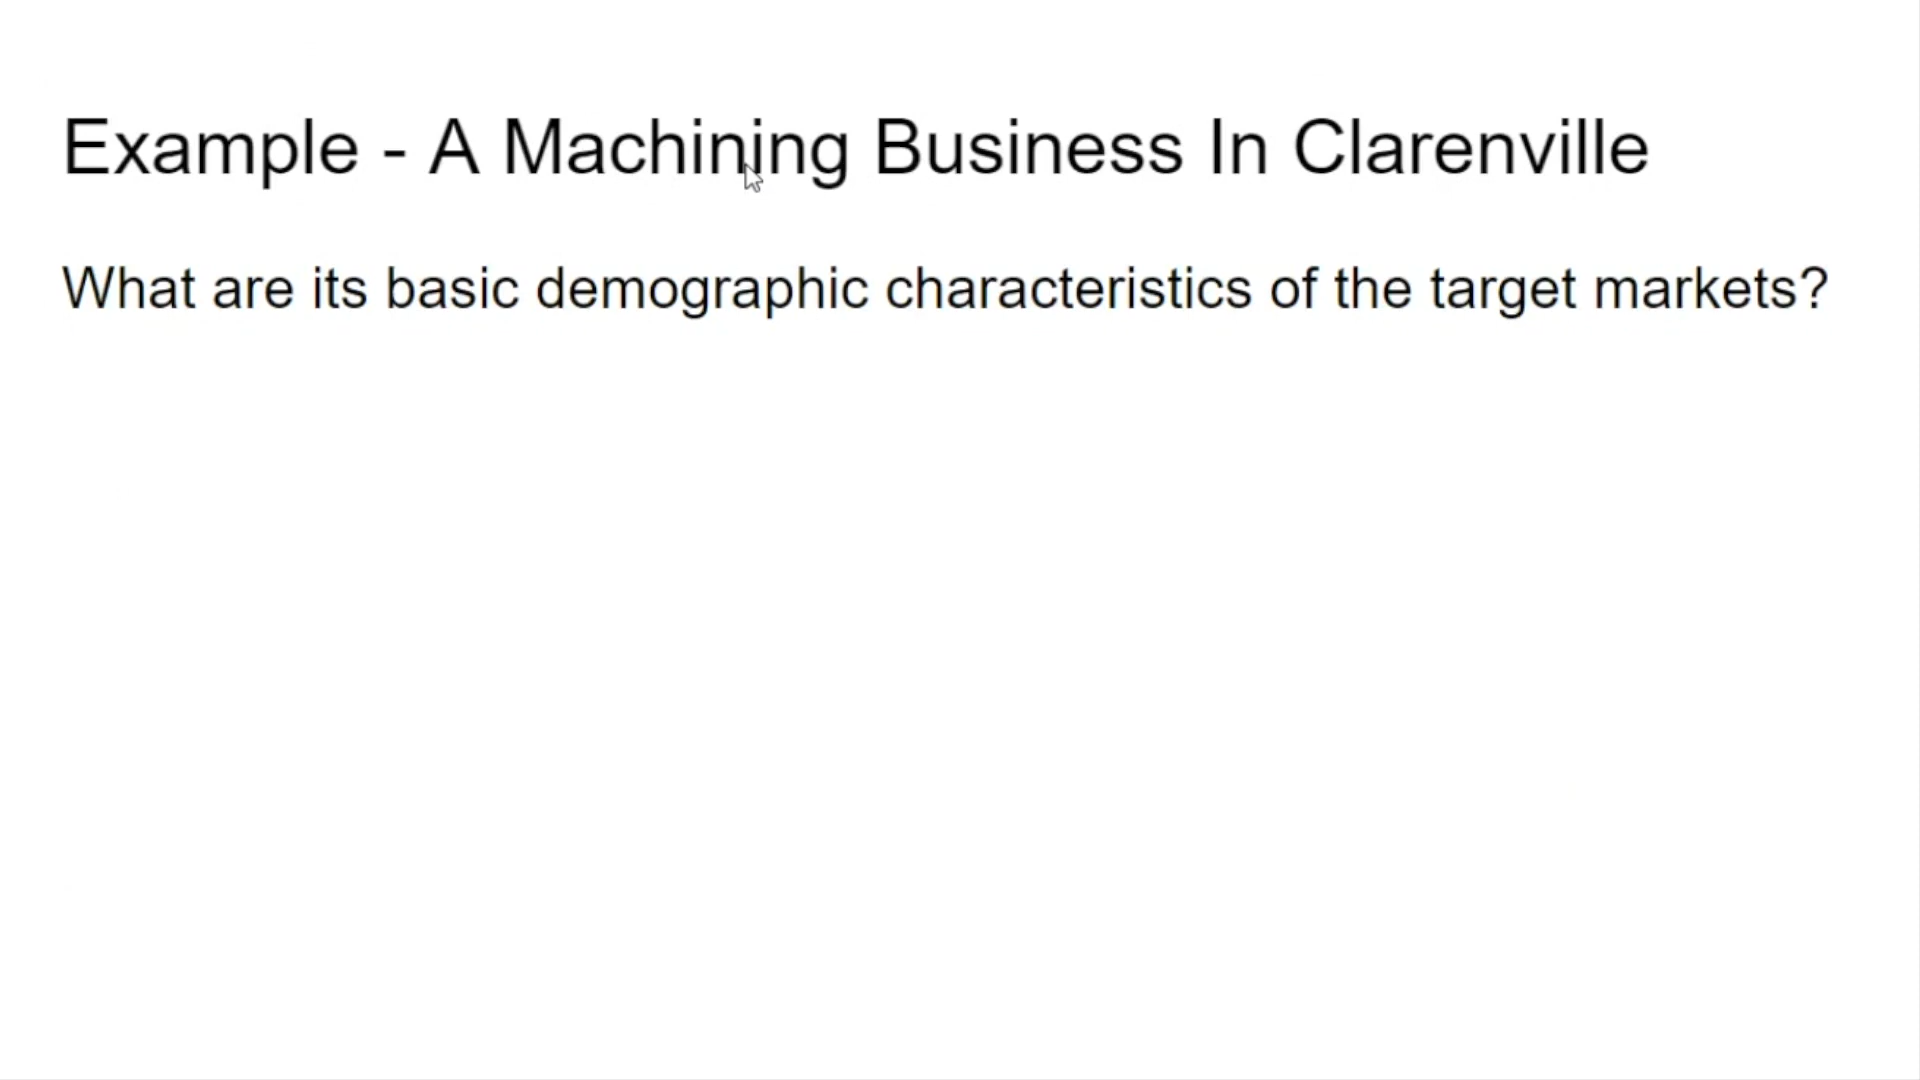 Example - A Machining Business In Clarenville
What are its basic demographic characteristics of the target markets?